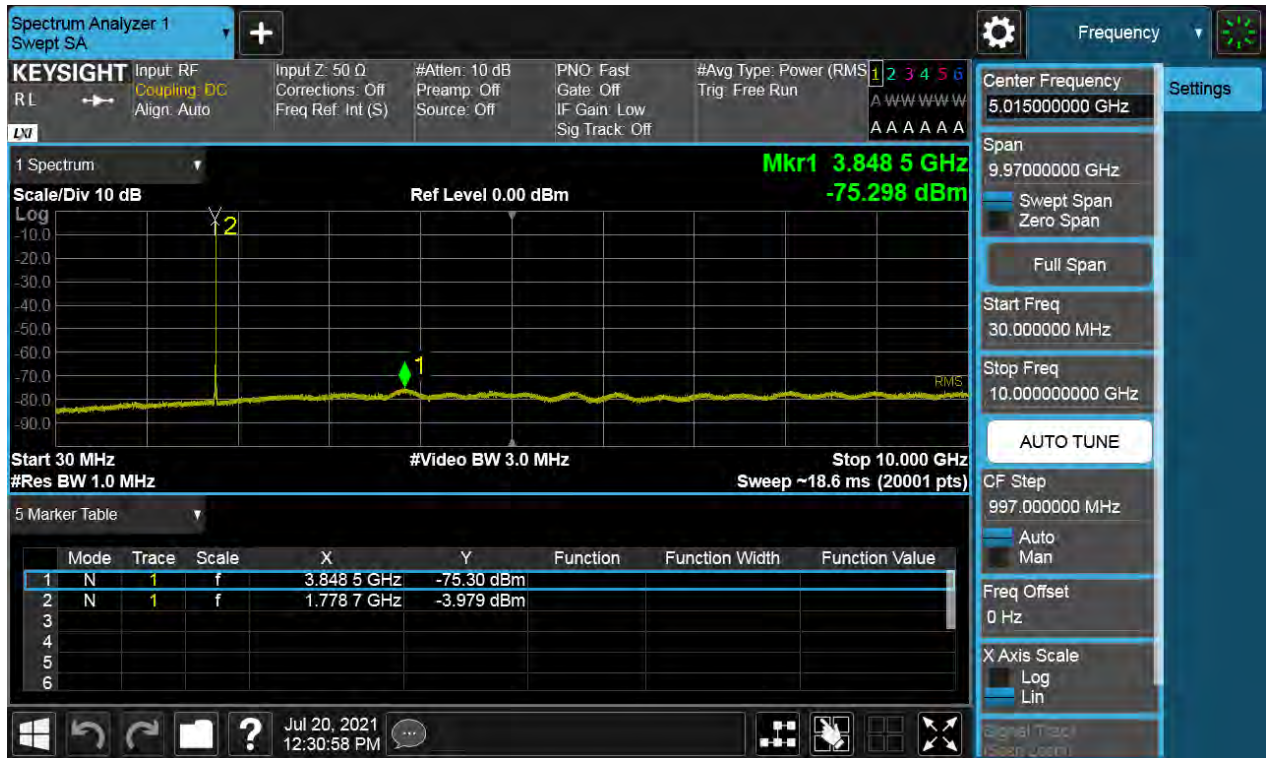 Spectrum Analyzer 1
Swept SA
+
Frequency
KEYSIGHT
RL
LXI
Input: RF
Coupling: DC
Align: Auto
Input Z: 50 Ω
Corrections: Off
Freq Ref: Int (S)
#Atten: 10 dB
Preamp: Off
Source: Off
PNO: Fast
Gate: Off
IF Gain: Low
Sig Track: Off
#Avg Type: Power (RMS
Trig: Free Run
1 2 3 4 5 6
A W W W W W
A A A A A A
1 Spectrum
Mkr1 3.848 5 GHz
Scale/Div 10 dB
Ref Level 0.00 dBm
-75.298 dBm
Log
-10.0
-20.0
-30.0
-40.0
-50.0
-60.0
-70.0
-80.0
-90.0
2
1
RMS
Start 30 MHz
#Video BW 3.0 MHz
Stop 10.000 GHz
#Res BW 1.0 MHz
Sweep ~18.6 ms (20001 pts)
5 Marker Table
Mode Trace Scale X Y Function Function Width Function Value
1 N 1 f 3.848 5 GHz -75.30 dBm
2 N 1 f 1.778 7 GHz -3.979 dBm
3
4
5
6
?
Jul 20, 2021
12:30:58 PM
Center Frequency
5.015000000 GHz
Settings
Span
9.97000000 GHz
Swept Span
Zero Span
Full Span
Start Freq
30.000000 MHz
Stop Freq
10.000000000 GHz
AUTO TUNE
CF Step
997.000000 MHz
Auto
Man
Freq Offset
0 Hz
X Axis Scale
Log
Lin
Signal Track
(Span Zoom)